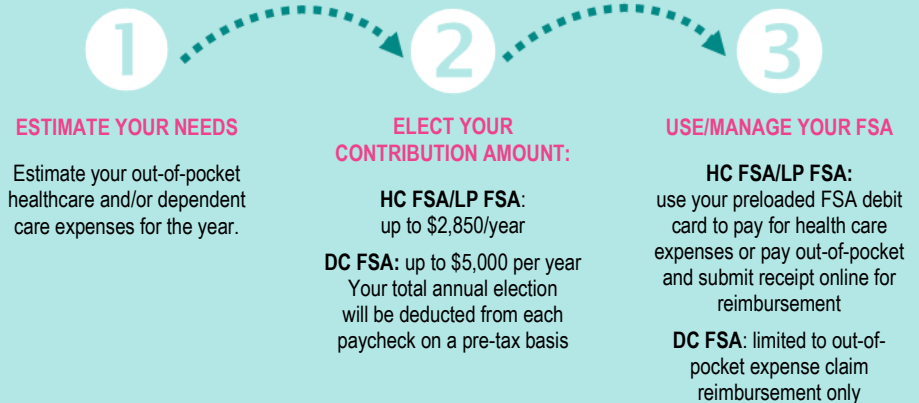 1
ESTIMATE YOUR NEEDS
Estimate your out-of-pocket
healthcare and/or dependent
care expenses for the year.
2
ELECT YOUR
CONTRIBUTION AMOUNT:
HC FSA/LP FSA:
up to $2,850/year
DC FSA: up to $5,000 per year
Your total annual election
will be deducted from each
paycheck on a pre-tax basis
3
USE/MANAGE YOUR FSA
HC FSA/LP FSA:
use your preloaded FSA debit
card to pay for health care
expenses or pay out-of-pocket
and submit receipt online for
reimbursement
DC FSA: limited to out-of-
pocket expense claim
reimbursement only